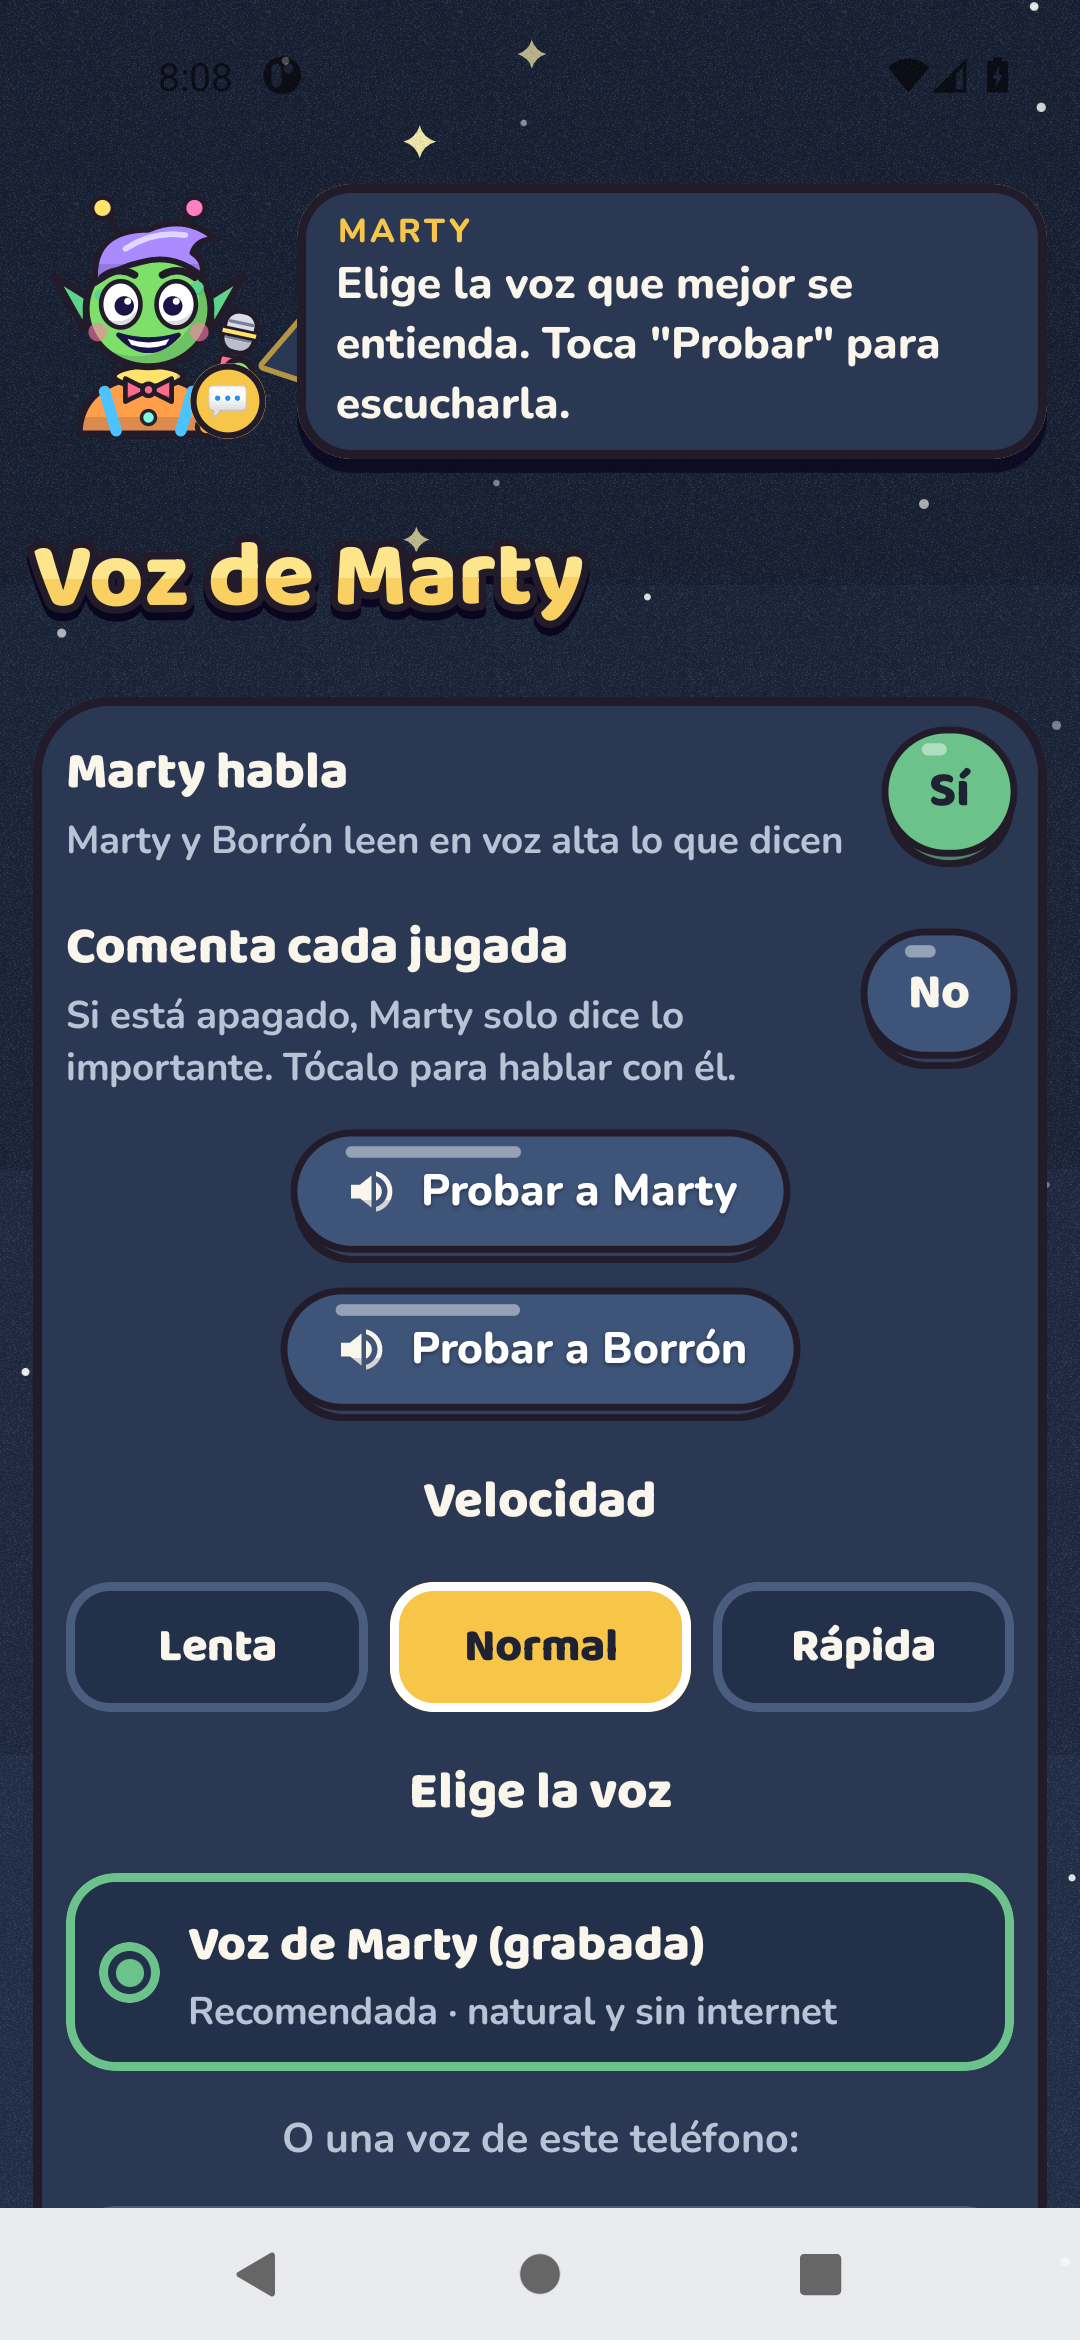 8:08
MARTY
Elige la voz que mejor se
entienda. Toca "Probar" para
escucharla.
Voz de Marty
Marty habla
Sí
Marty y Borrón leen en voz alta lo que dicen
Comenta cada jugada
No
Si está apagado, Marty solo dice lo
importante. Tócalo para hablar con él.
Probar a Marty
Probar a Borrón
Velocidad
Lenta
Normal
Rápida
Elige la voz
Voz de Marty (grabada)
Recomendada · natural y sin internet
O una voz de este teléfono: